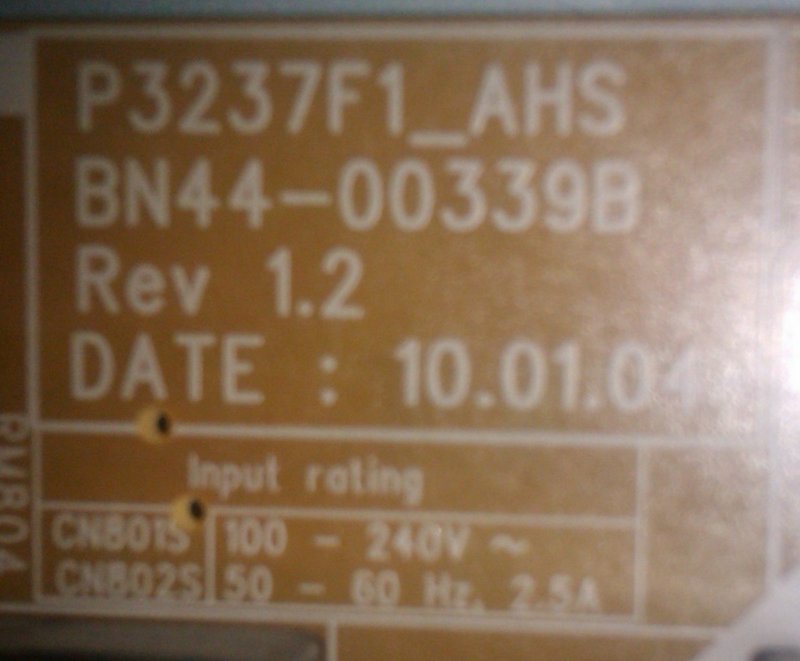 P3237F1_AHS
BN44-00339B
Rev 1.2
DATE : 10.01.04
Input rating
CN801S 100 - 240V ~
CN802S 50 - 60 Hz, 2.5A
RM804